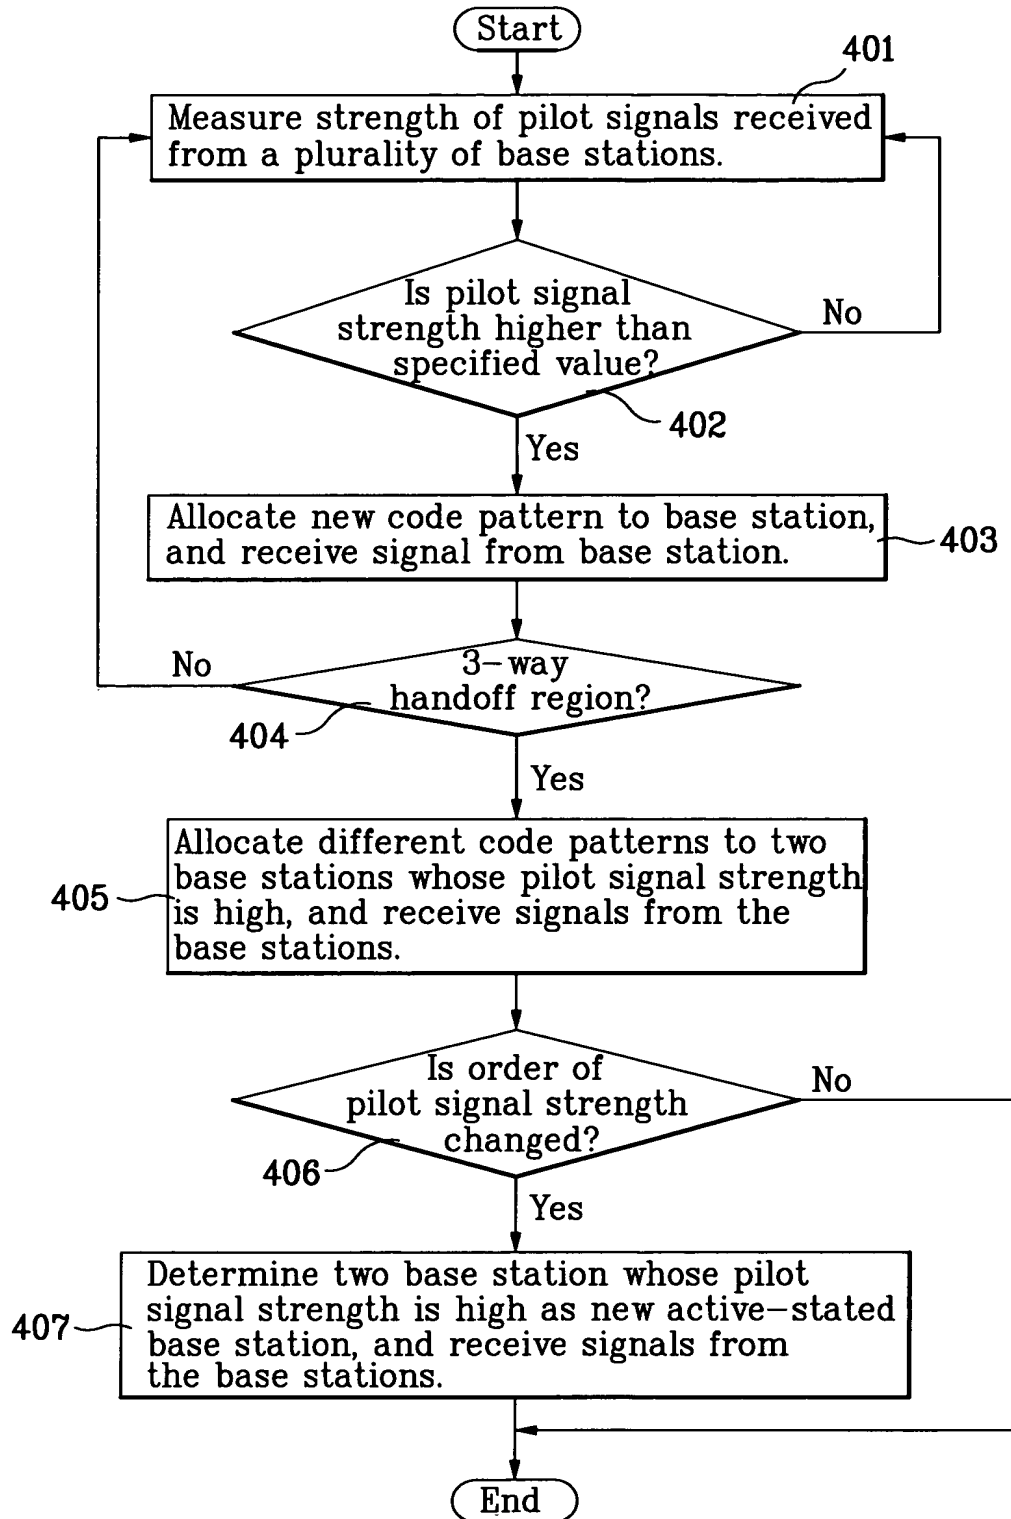 Start
401
Measure strength of pilot signals received
from a plurality of base stations.
Is pilot signal
strength higher than
specified value?
No
402
Yes
Allocate new code pattern to base station,
and receive signal from base station.
403
No
3-way
handoff region?
404
Yes
Allocate different code patterns to two
base stations whose pilot signal strength
is high, and receive signals from the
base stations.
405
Is order of
pilot signal strength
changed?
No
406
Yes
Determine two base station whose pilot
signal strength is high as new active-stated
base station, and receive signals from
the base stations.
407
End